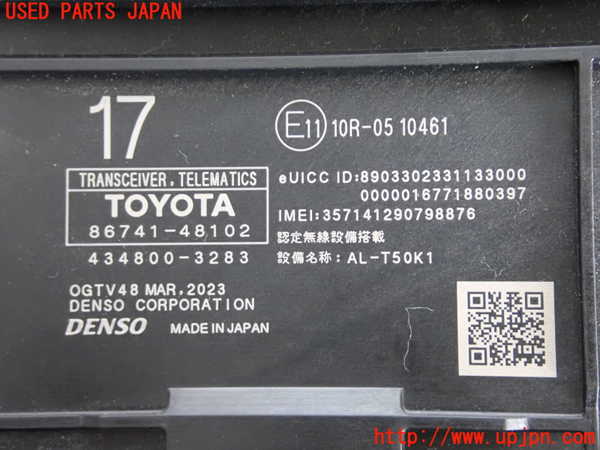 USED PARTS JAPAN
17
E11 10R-05 10461
TRANSCEIVER, TELEMATICS
TOYOTA
86741-48102
434800-3283
eUICC ID:8903302331133000
0000016771880397
IMEI:357141290798876
認定無線設備搭載
設備名称: AL-T50K1
OGTV48 MAR,2023
DENSO CORPORATION
DENSO MADE IN JAPAN
http://www.upjpn.com/